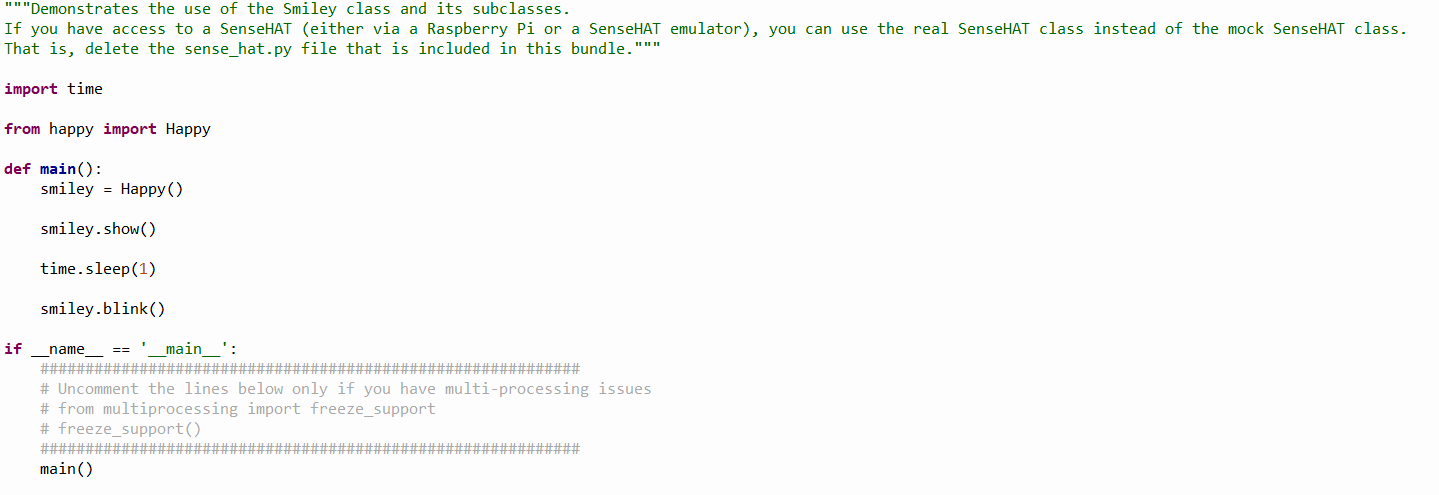 """Demonstrates the use of the Smiley class and its subclasses.
If you have access to a SenseHAT (either via a Raspberry Pi or a SenseHAT emulator), you can use the real SenseHAT class instead of the mock SenseHAT class.
That is, delete the sense_hat.py file that is included in this bundle."""

import time

from happy import Happy

def main():
    smiley = Happy()

    smiley.show()

    time.sleep(1)

    smiley.blink()

if __name__ == '__main__':
    ############################################################
    # Uncomment the lines below only if you have multi-processing issues
    # from multiprocessing import freeze_support
    # freeze_support()
    ############################################################
    main()